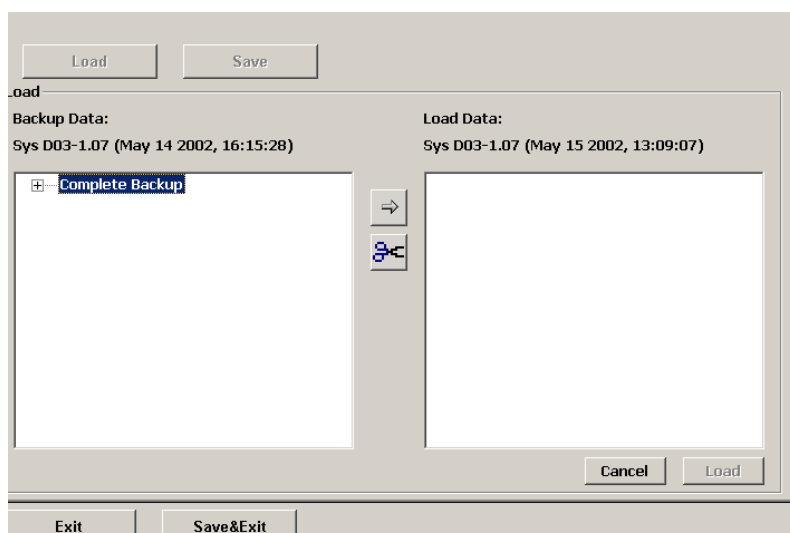 Load Save
Load
Backup Data: Load Data:
Sys D03-1.07 (May 14 2002, 16:15:28) Sys D03-1.07 (May 15 2002, 13:09:07)
Complete Backup
Cancel Load
Exit Save&Exit